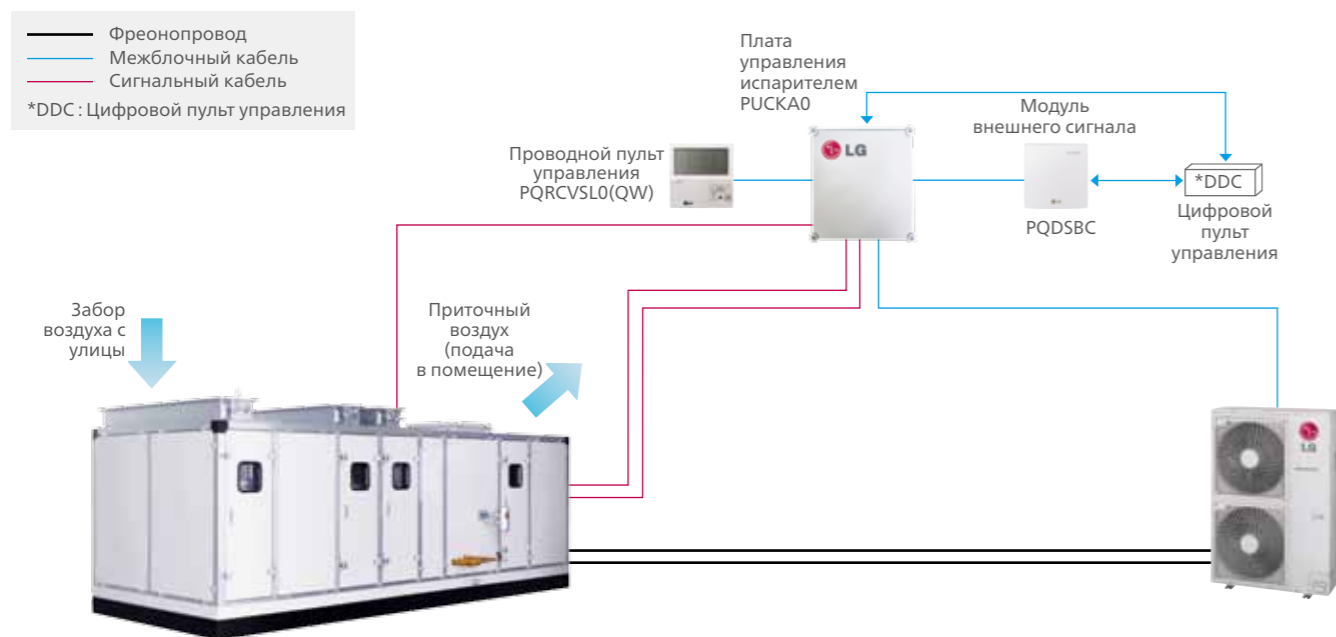 Фреонопровод
Межблочный кабель
Сигнальный кабель
*DDC : Цифровой пульт управления
Плата
управления
испарителем
PUCKA0
Модуль
внешнего сигнала
Проводной пульт
управления
PQRCVSL0(QW)
LG
*DDC
PQDSBC
Цифровой
пульт
управления
Забор
воздуха с
улицы
Приточный
воздух
(подача
в помещение)
LG